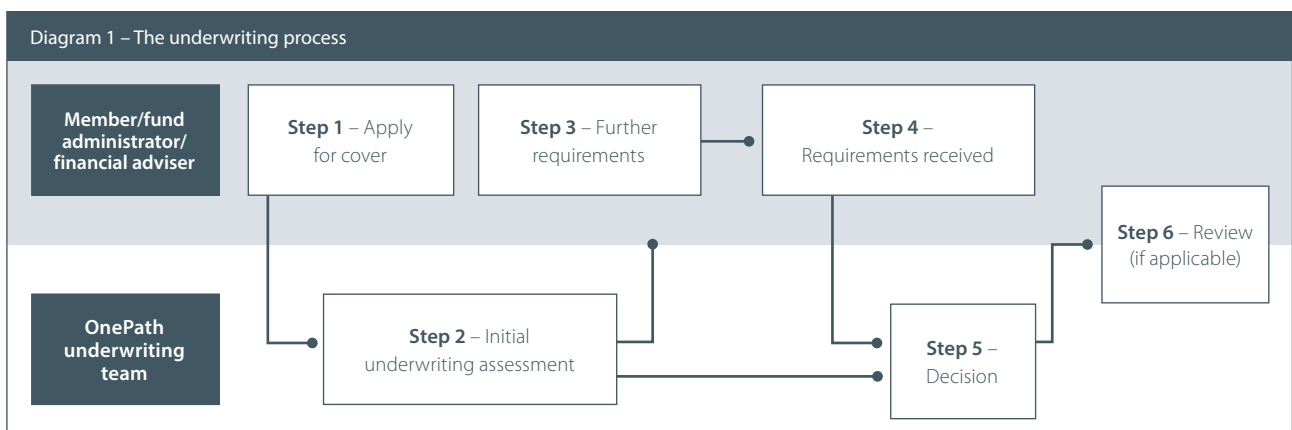 Diagram 1 – The underwriting process
Member/fund
administrator/
financial adviser
Step 1 – Apply
for cover
Step 3 – Further
requirements
Step 4 –
Requirements received
Step 6 – Review
(if applicable)
OnePath
underwriting
team
Step 2 – Initial
underwriting assessment
Step 5 –
Decision